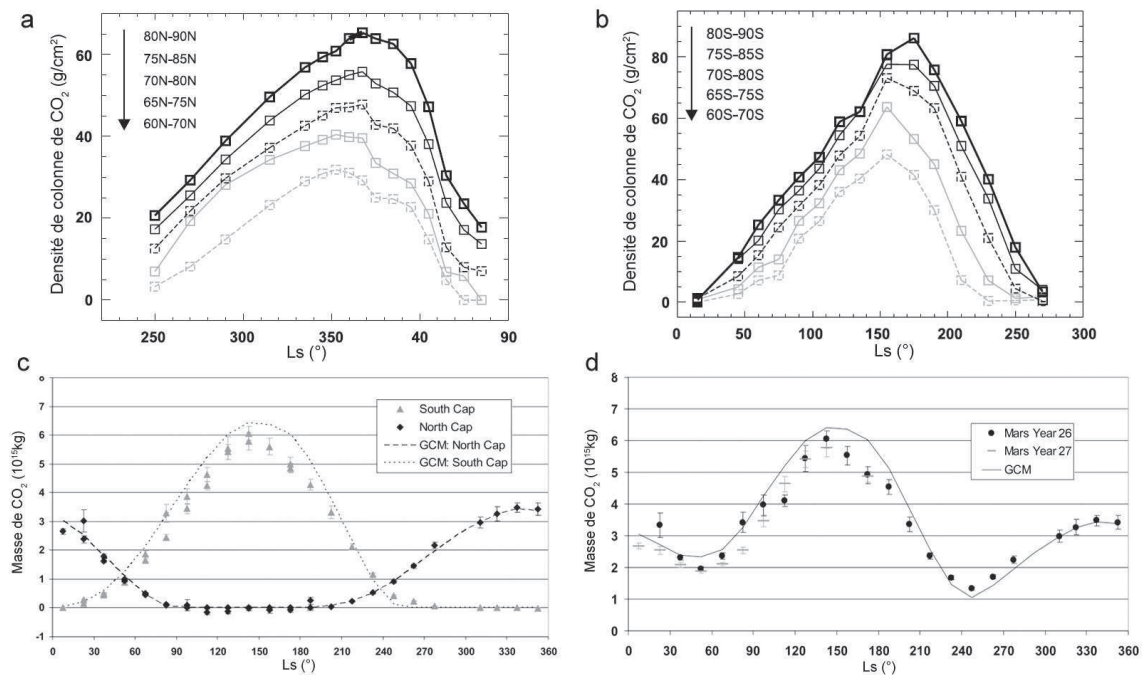 a
80N-90N
75N-85N
70N-80N
65N-75N
60N-70N
Densité de colonne de CO2 (g/cm2)
60
40
20
0
250
300
350
40
90
Ls (°)
b
80S-90S
75S-85S
70S-80S
65S-75S
60S-70S
Densité de colonne de CO2 (g/cm2)
80
60
40
20
0
0
50
100
150
200
250
300
Ls (°)
c
8
7
6
5
4
3
2
1
0
-1
Masse de CO2 (10^15kg)
South Cap
North Cap
GCM: North Cap
GCM: South Cap
0
30
60
90
120
150
180
210
240
270
300
330
360
Ls (°)
d
8
7
6
5
4
3
2
1
0
Masse de CO2 (10^15kg)
Mars Year 26
Mars Year 27
GCM
0
30
60
90
120
150
180
210
240
270
300
330
360
Ls (°)